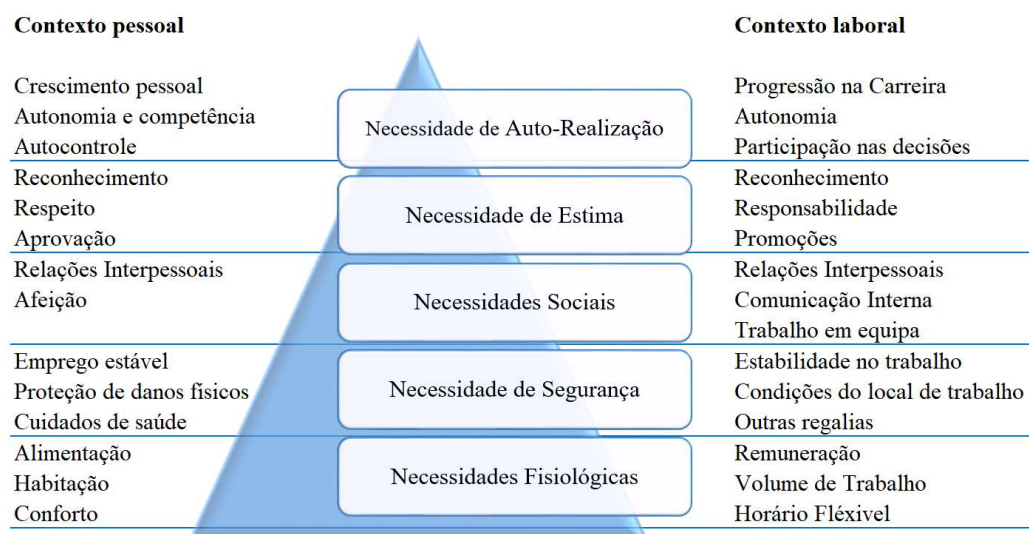 Contexto pessoal
Contexto laboral
Crescimento pessoal
Autonomia e competência
Autocontrole
Necessidade de Auto-Realização
Progressão na Carreira
Autonomia
Participação nas decisões
Reconhecimento
Respeito
Aprovação
Necessidade de Estima
Reconhecimento
Responsabilidade
Promoções
Relações Interpessoais
Afeição
Necessidades Sociais
Relações Interpessoais
Comunicação Interna
Trabalho em equipa
Emprego estável
Proteção de danos físicos
Cuidados de saúde
Necessidade de Segurança
Estabilidade no trabalho
Condições do local de trabalho
Outras regalias
Alimentação
Habitação
Conforto
Necessidades Fisiológicas
Remuneração
Volume de Trabalho
Horário Fléxivel